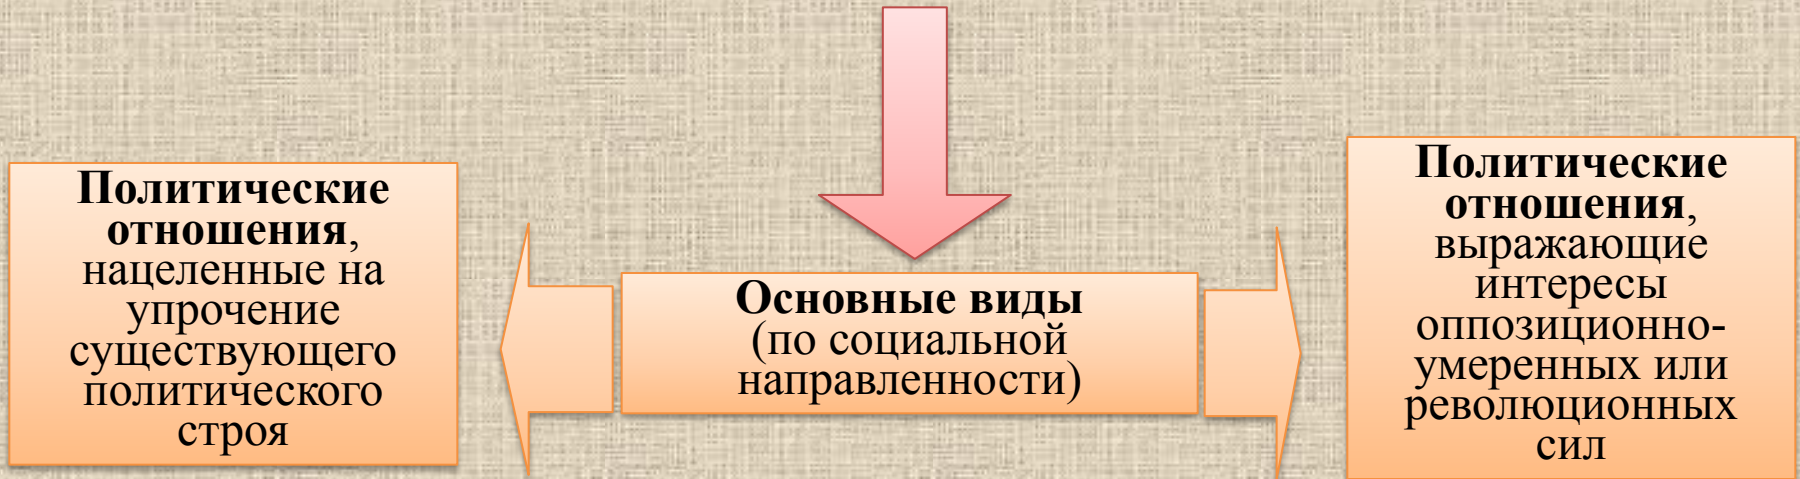 Политические
отношения,
нацеленные на
упрочение
существующего
политического
строя
Основные виды
(по социальной
направленности)
Политические
отношения,
выражающие
интересы
оппозиционно-
умеренных или
революционных
сил